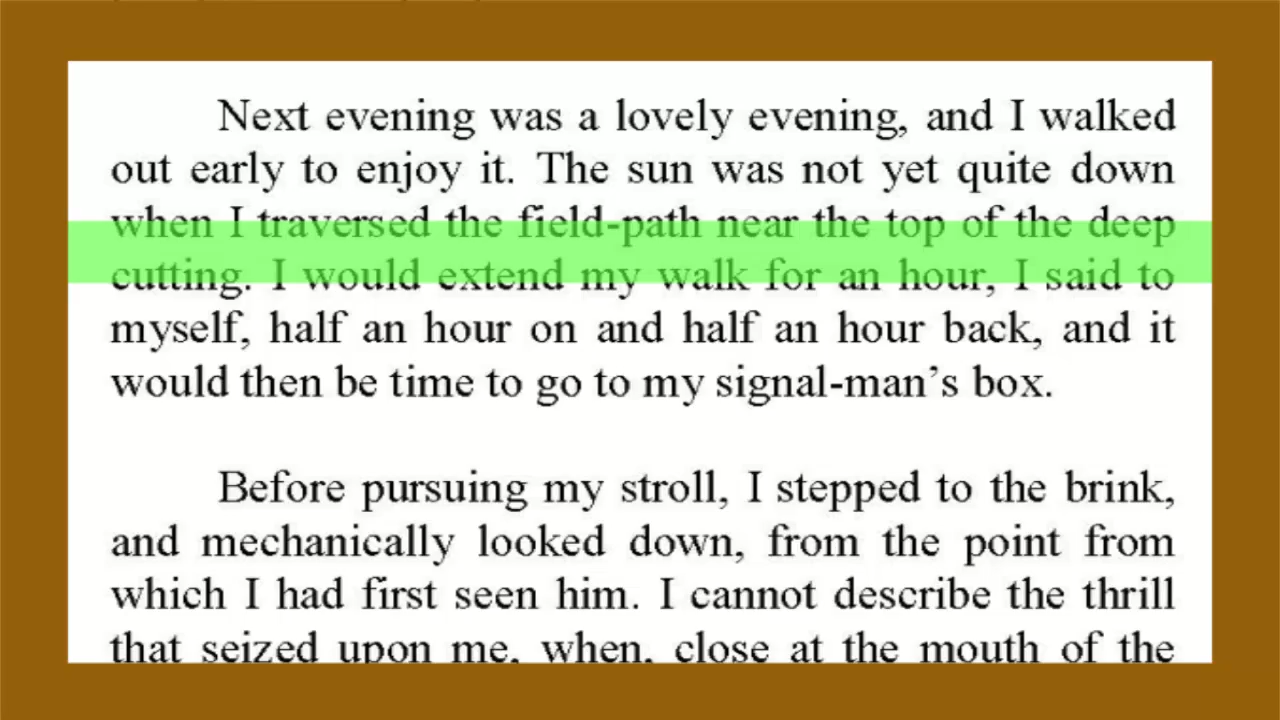 Next evening was a lovely evening, and I walked
out early to enjoy it. The sun was not yet quite down
when I traversed the field-path near the top of the deep
cutting. I would extend my walk for an hour, I said to
myself, half an hour on and half an hour back, and it
would then be time to go to my signal-man’s box.
Before pursuing my stroll, I stepped to the brink,
and mechanically looked down, from the point from
which I had first seen him. I cannot describe the thrill
that seized upon me, when, close at the mouth of the